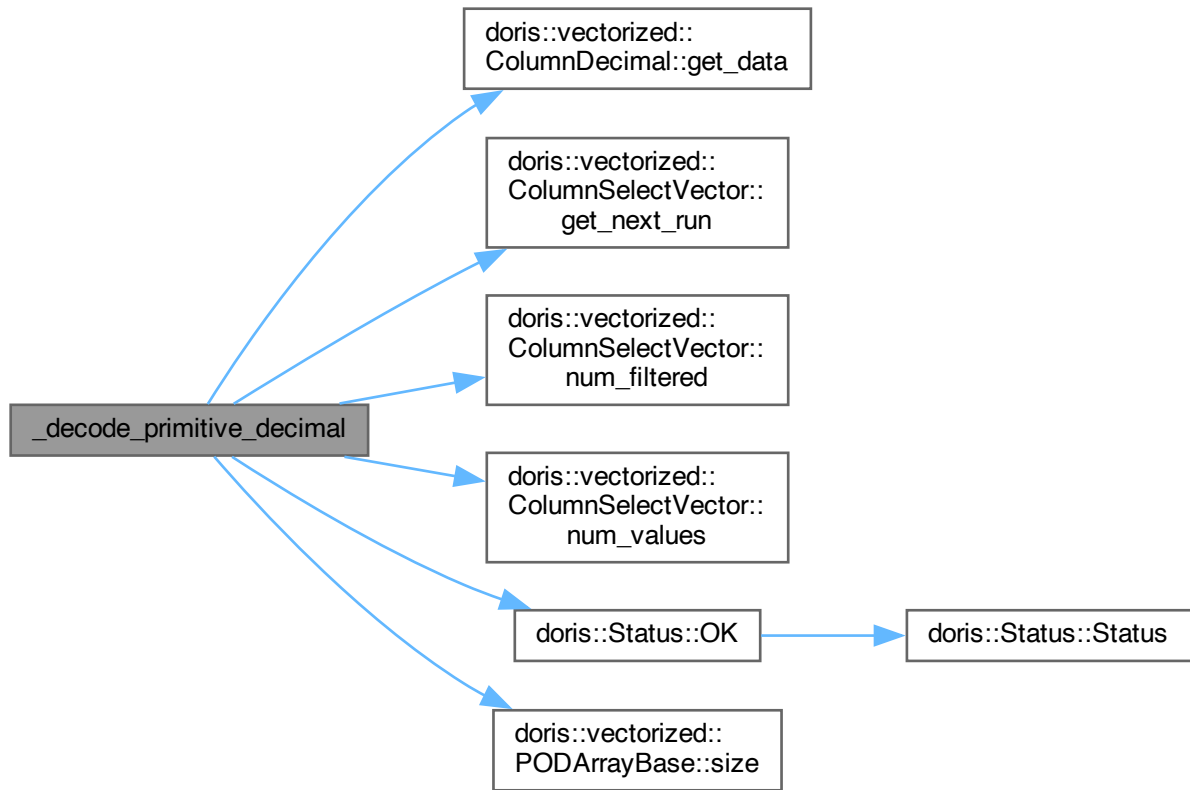 doris::vectorized::
ColumnDecimal::get_data
doris::vectorized::
ColumnSelectVector::
get_next_run
doris::vectorized::
ColumnSelectVector::
num_filtered
_decode_primitive_decimal
doris::vectorized::
ColumnSelectVector::
num_values
doris::Status::OK
doris::Status::Status
doris::vectorized::
PODArrayBase::size